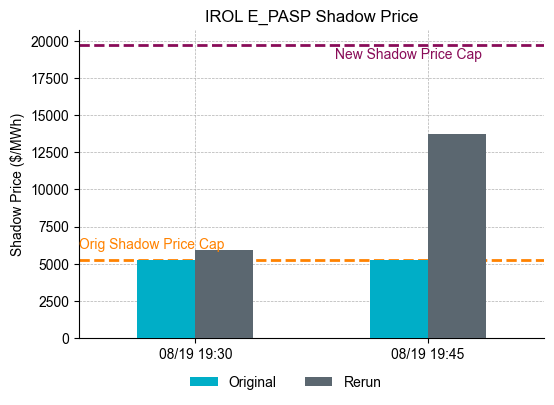 IROL E_PASP Shadow Price
Shadow Price ($/MWh)
20000
17500
15000
12500
10000
7500
5000
2500
0
New Shadow Price Cap
Orig Shadow Price Cap
08/19 19:30
08/19 19:45
Original
Rerun